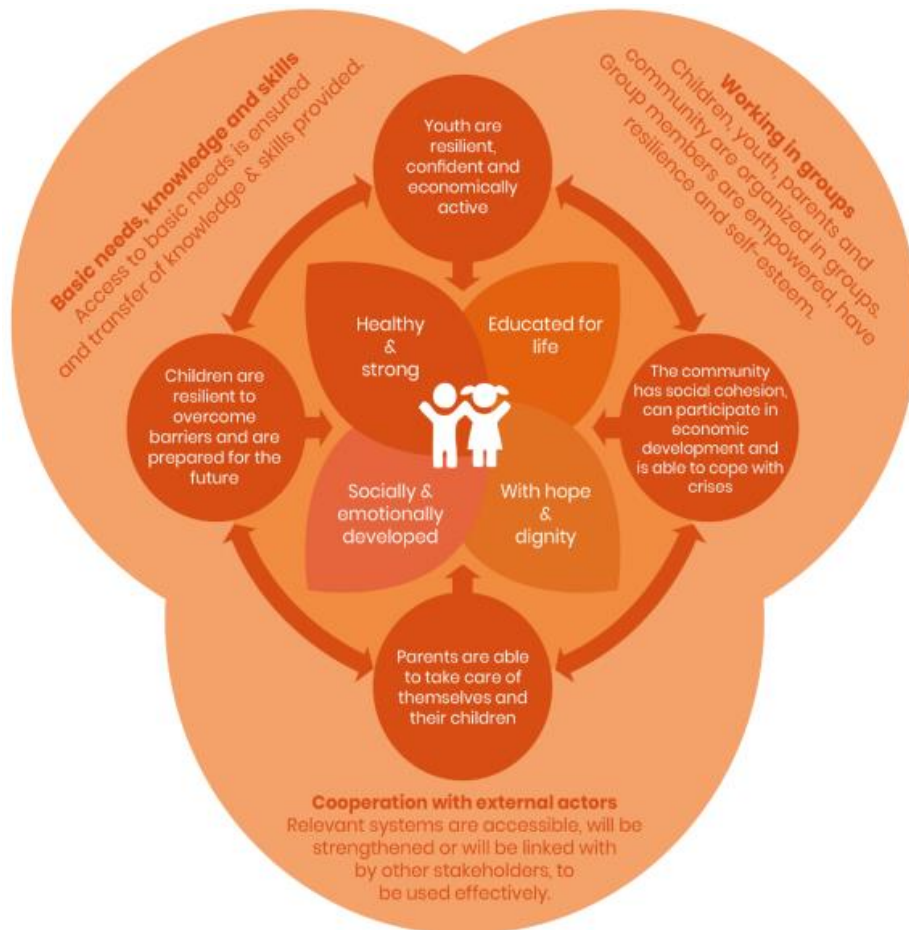 Basic needs, knowledge and skills
Access to basic needs is ensured
and transfer of knowledge & skills provided.
Working in groups
Children, youth, parents and
community are organized in groups.
Group members are empowered, have
resilience and self-esteem.
Youth are
resilient,
confident and
economically
active
Healthy
&
strong
Educated for
life
Children are
resilient to
overcome
barriers and are
prepared for the
future
The community
has social cohesion,
can participate in
economic
development and
is able to cope with
crises
Socially &
emotionally
developed
With hope
&
dignity
Parents are able
to take care of
themselves and
their children
Cooperation with external actors
Relevant systems are accessible, will be
strengthened or will be linked with
by other stakeholders, to
be used effectively.